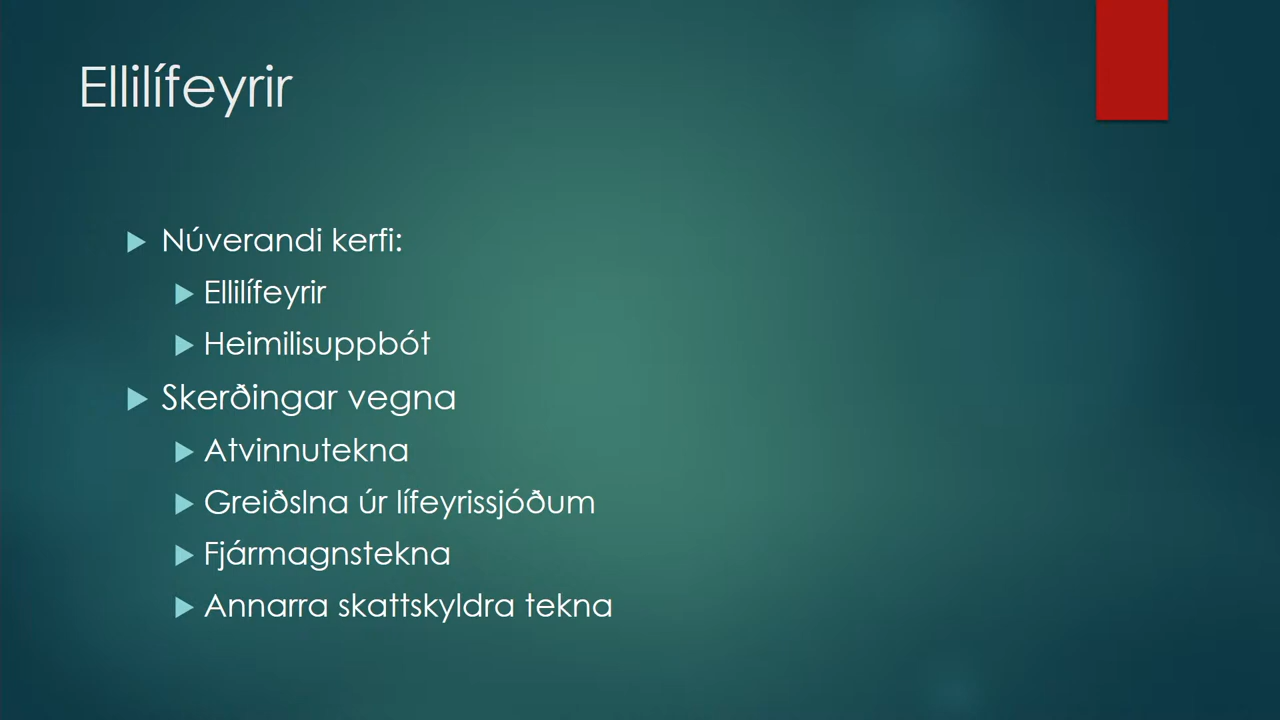 Ellilífeyrir
Núverandi kerfi:
Ellilífeyrir
Heimilisuppbót
Skerðingar vegna
Atvinnutekna
Greiðslna úr lífeyrissjóðum
Fjármagnstekna
Annarra skattskyldra tekna